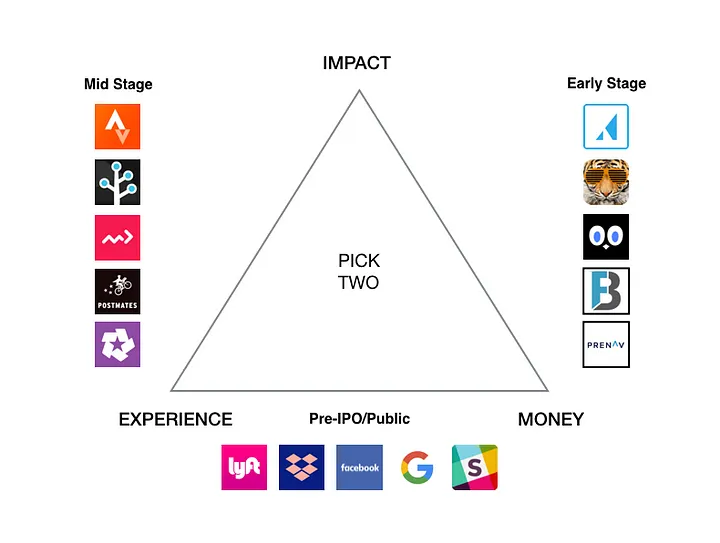 IMPACT
Mid Stage
Early Stage
POSTMATES
PICK
TWO
PRENAV
EXPERIENCE
Pre-IPO/Public
MONEY
lyft
facebook
G
S